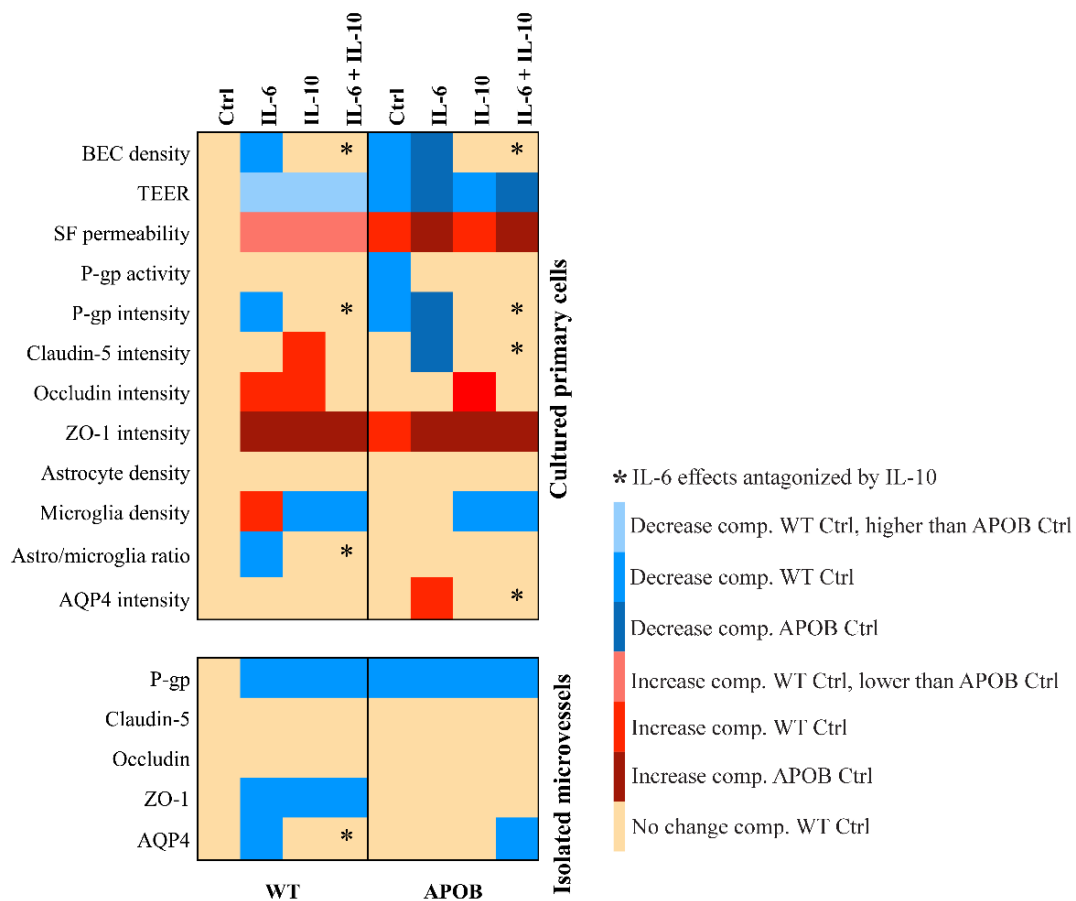 Ctrl
IL-6
IL-10
IL-6 + IL-10
Ctrl
IL-6
IL-10
IL-6 + IL-10
BEC density
*
*
TEER
SF permeability
P-gp activity
P-gp intensity
*
*
Claudin-5 intensity
*
Occludin intensity
ZO-1 intensity
Astrocyte density
Microglia density
Astro/microglia ratio
*
AQP4 intensity
*
Cultured primary cells
P-gp
Claudin-5
Occludin
ZO-1
AQP4
*
Isolated microvessels
WT
APOB
* IL-6 effects antagonized by IL-10
Decrease comp. WT Ctrl, higher than APOB Ctrl
Decrease comp. WT Ctrl
Decrease comp. APOB Ctrl
Increase comp. WT Ctrl, lower than APOB Ctrl
Increase comp. WT Ctrl
Increase comp. APOB Ctrl
No change comp. WT Ctrl